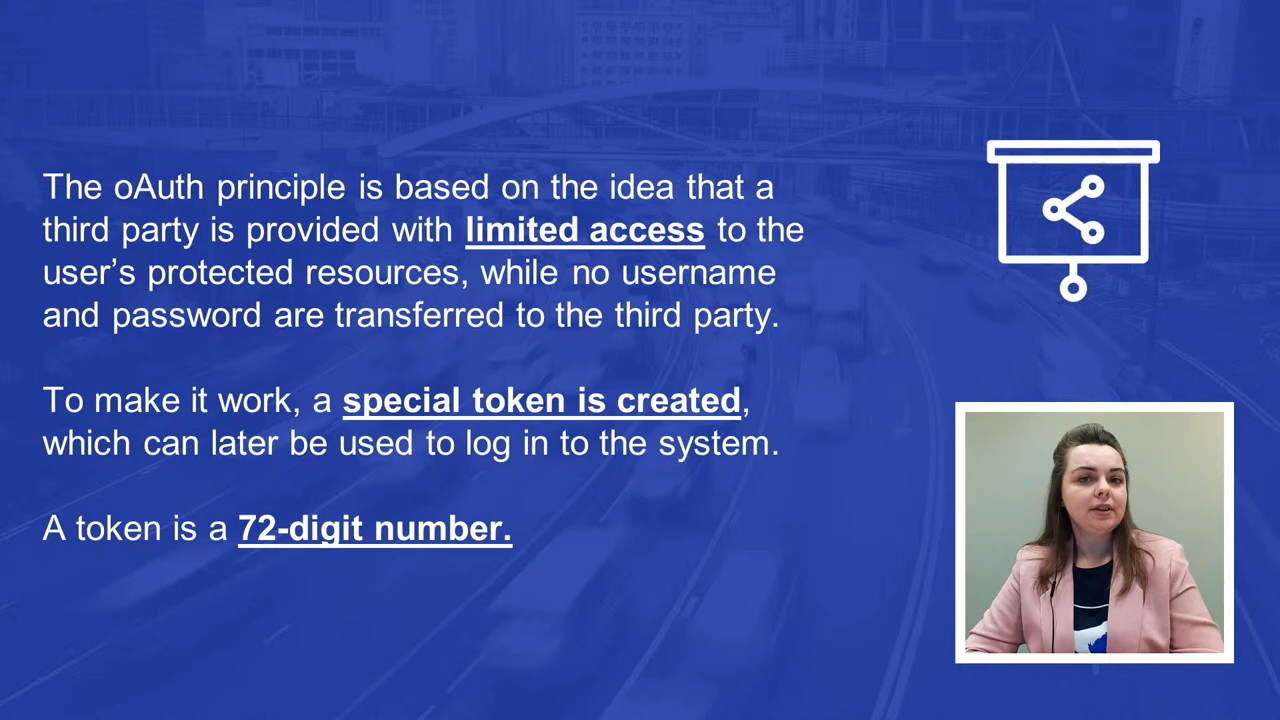 The oAuth principle is based on the idea that a
third party is provided with limited access to the
user’s protected resources, while no username
and password are transferred to the third party.
To make it work, a special token is created,
which can later be used to log in to the system.
A token is a 72-digit number.